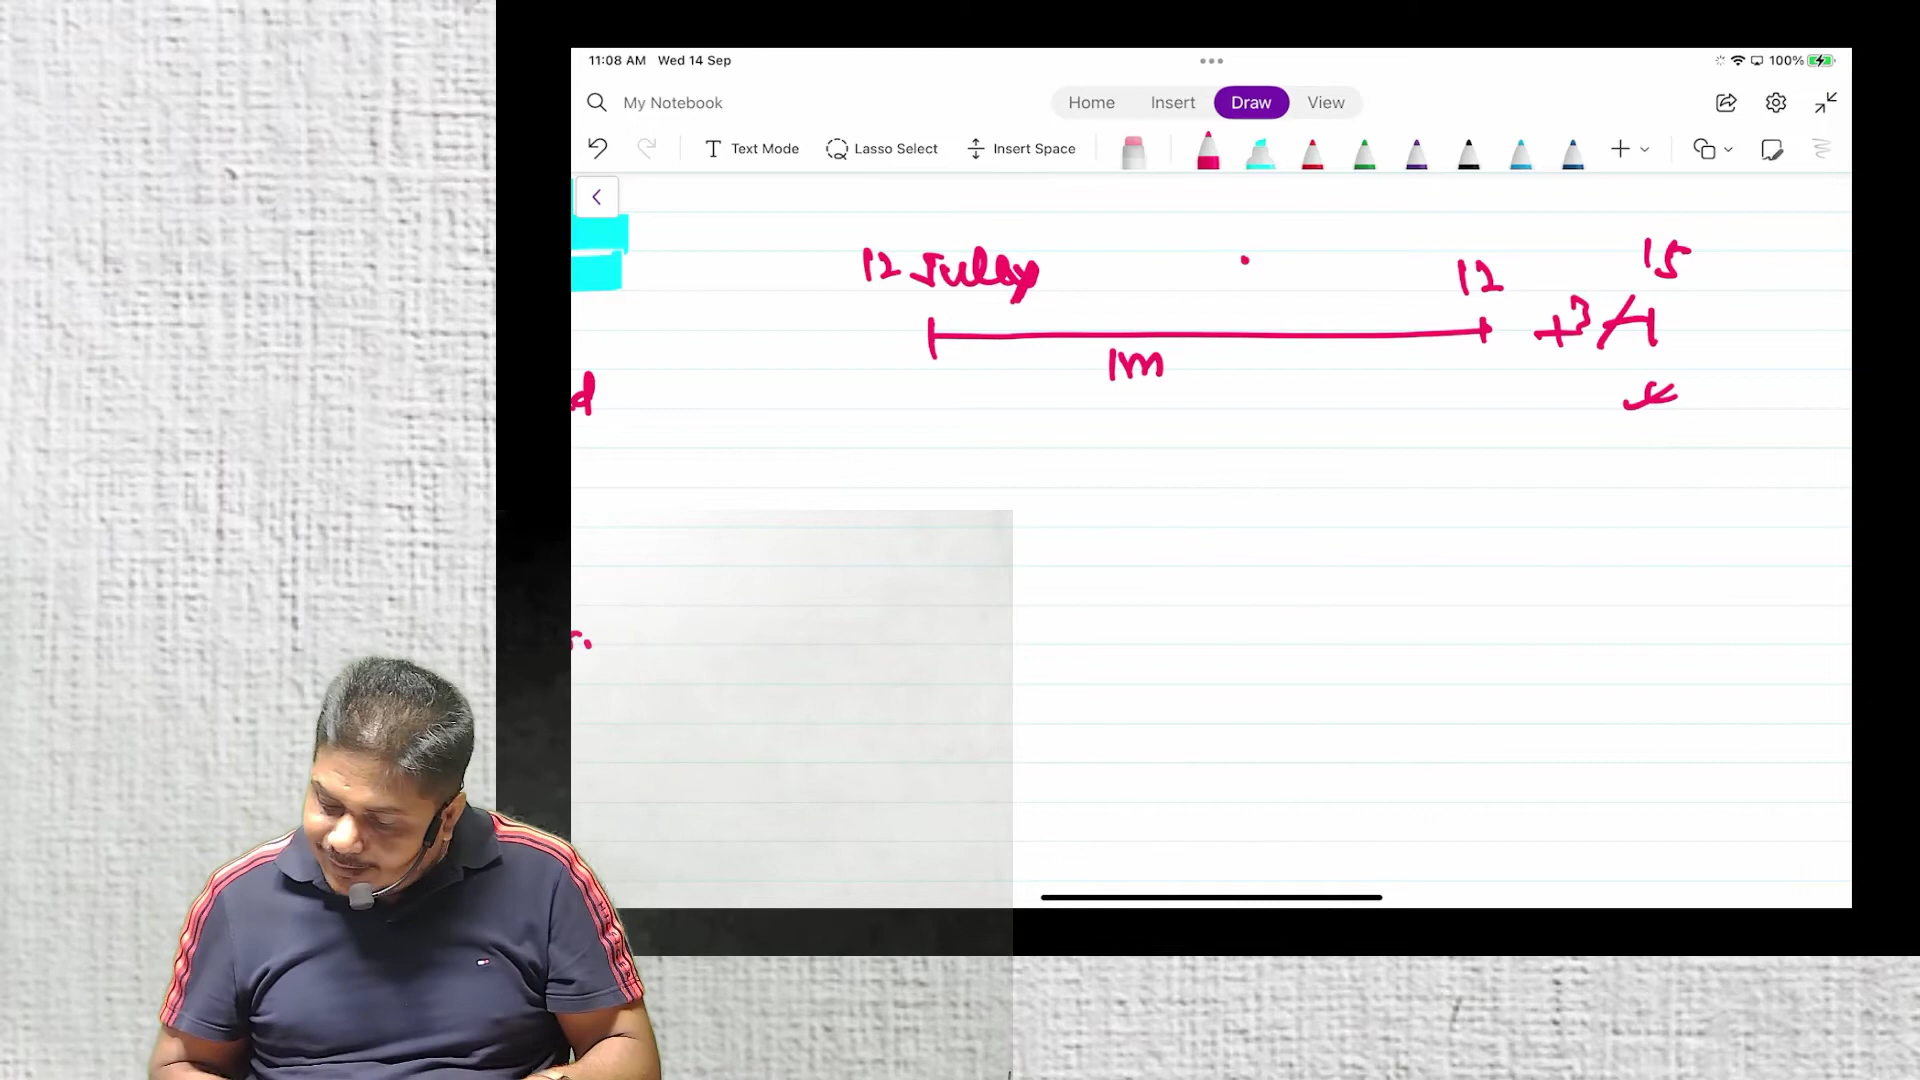 11:08 AM Wed 14 Sep
100%
My Notebook
Home Insert Draw View
Text Mode Lasso Select Insert Space
12 July
12
15
+3
1m
d